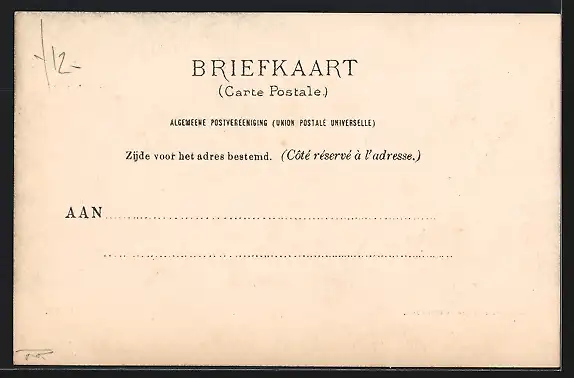 12-
BRIEFKAART
(Carte Postale.)
ALGEMEENE POSTVEREENIGING (UNION POSTALE UNIVERSELLE)
Zijde voor het adres bestemd. (Côté réservé à l'adresse.)
AAN